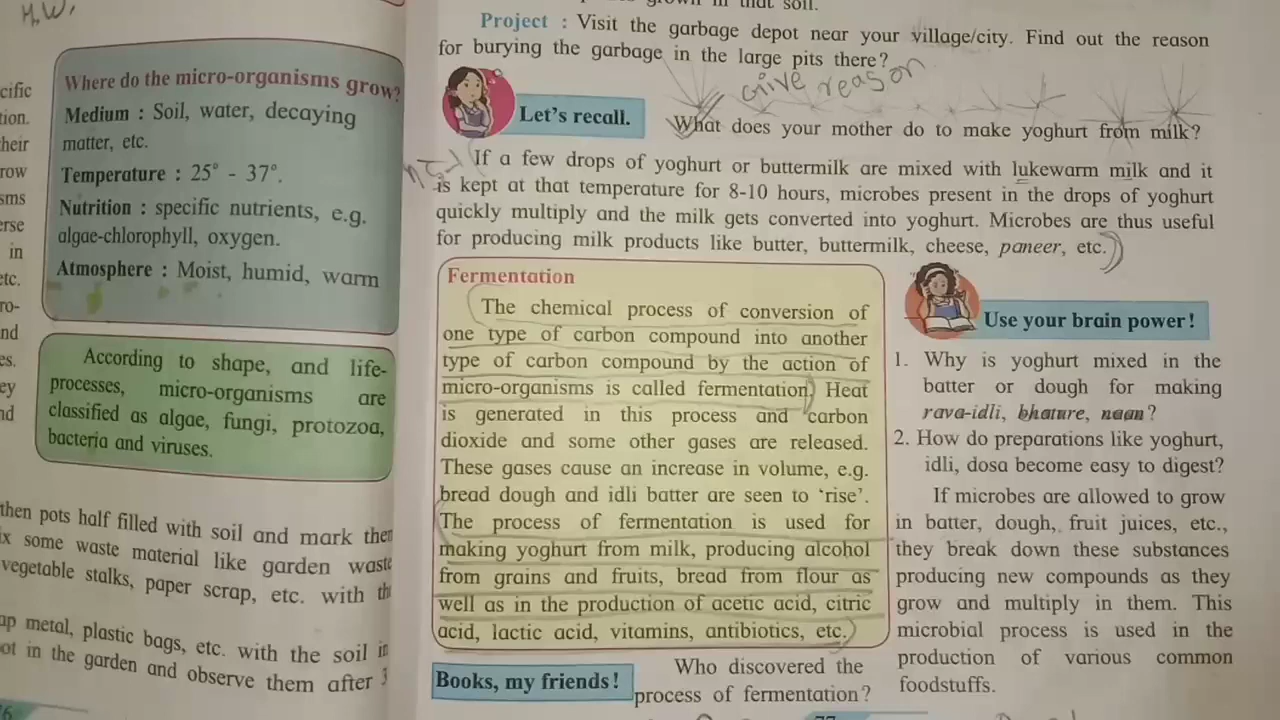 H.W.
cific
tion.
heir
row
sms
erse
in
etc.
ro-
nd
es.
ey
nd
Where do the micro-organisms grow?
Medium : Soil, water, decaying
matter, etc.
Temperature : 25° - 37°.
Nutrition : specific nutrients, e.g.
algae-chlorophyll, oxygen.
Atmosphere : Moist, humid, warm
According to shape, and life-
processes, micro-organisms are
classified as algae, fungi, protozoa,
bacteria and viruses.
then pots half filled with soil and mark them
ix some waste material like garden waste
vegetable stalks, paper scrap, etc. with th
ap metal, plastic bags, etc. with the soil in
ot in the garden and observe them after 3
6
grown in that soil.
Project : Visit the garbage depot near your village/city. Find out the reason
for burying the garbage in the large pits there?
Give reason
Let's recall.
What does your mother do to make yoghurt from milk?
If a few drops of yoghurt or buttermilk are mixed with lukewarm milk and it
is kept at that temperature for 8-10 hours, microbes present in the drops of yoghurt
quickly multiply and the milk gets converted into yoghurt. Microbes are thus useful
for producing milk products like butter, buttermilk, cheese, paneer, etc.
Fermentation
The chemical process of conversion of
one type of carbon compound into another
type of carbon compound by the action of
micro-organisms is called fermentation. Heat
is generated in this process and carbon
dioxide and some other gases are released.
These gases cause an increase in volume, e.g.
bread dough and idli batter are seen to 'rise'.
The process of fermentation is used for
making yoghurt from milk, producing alcohol
from grains and fruits, bread from flour as
well as in the production of acetic acid, citric
acid, lactic acid, vitamins, antibiotics, etc.
Books, my friends!
Who discovered the
process of fermentation?
Use your brain power!
1. Why is yoghurt mixed in the
batter or dough for making
rava-idli, bhature, naan?
2. How do preparations like yoghurt,
idli, dosa become easy to digest?
If microbes are allowed to grow
in batter, dough, fruit juices, etc.,
they break down these substances
producing new compounds as they
grow and multiply in them. This
microbial process is used in the
production of various common
foodstuffs.
77